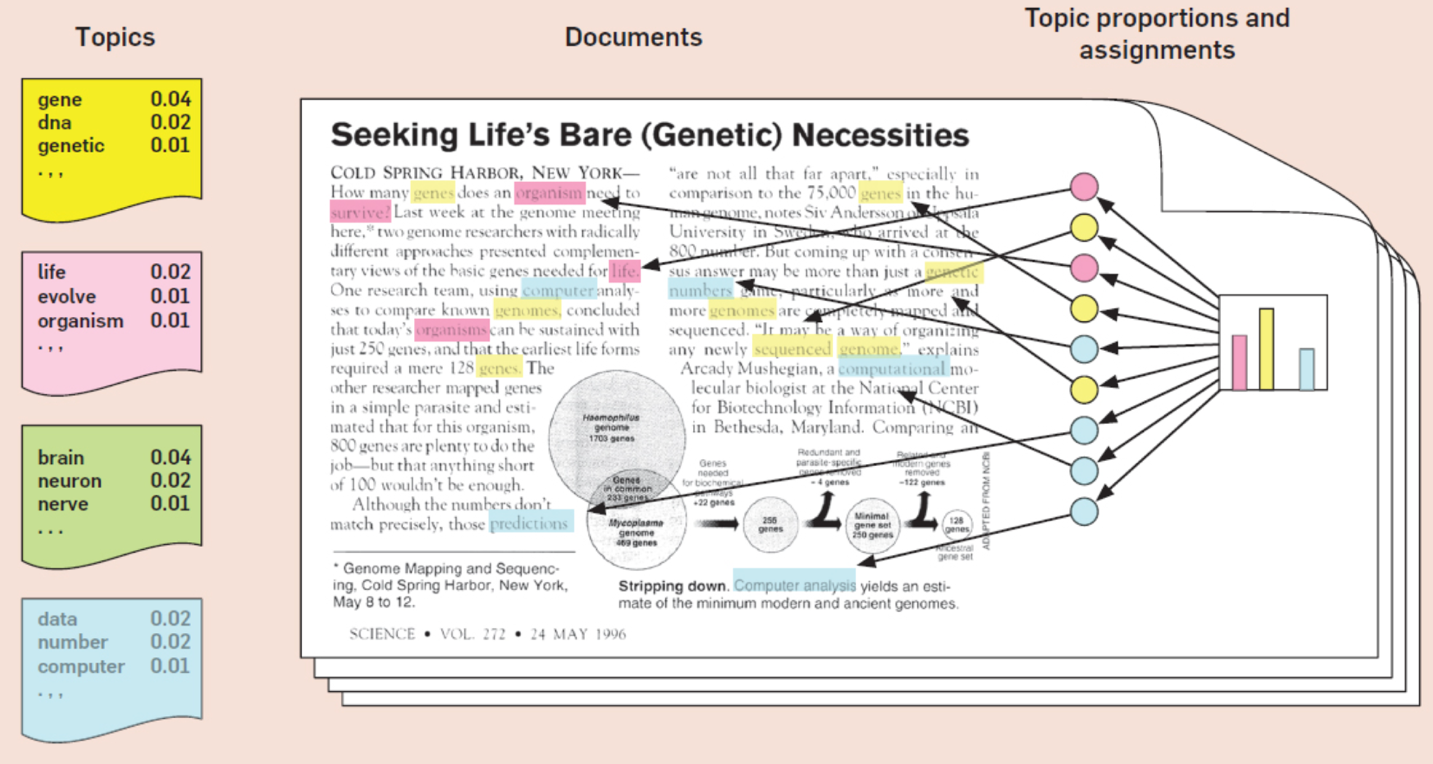 Topics
gene 0.04
dna 0.02
genetic 0.01
. , ,
life 0.02
evolve 0.01
organism 0.01
. , ,
brain 0.04
neuron 0.02
nerve 0.01
. . .
data 0.02
number 0.02
computer 0.01
. , ,
Documents
Seeking Life's Bare (Genetic) Necessities
COLD SPRING HARBOR, NEW YORK—
How many genes does an organism need to
survive? Last week at the genome meeting
here,* two genome researchers with radically
different approaches presented complemen-
tary views of the basic genes needed for life.
One research team, using computer analy-
ses to compare known genomes, concluded
that today's organisms can be sustained with
just 250 genes, and that the earliest life forms
required a mere 128 genes. The
other researcher mapped genes
in a simple parasite and esti-
mated that for this organism,
800 genes are plenty to do the
job—but that anything short
of 100 wouldn't be enough.
Although the numbers don't
match precisely, those predictions
* Genome Mapping and Sequenc-
ing, Cold Spring Harbor, New York,
May 8 to 12.
"are not all that far apart," especially in
comparison to the 75,000 genes in the hu-
man genome, notes Siv Andersson of Uppsala
University in Sweden, who arrived at the
800 number. But coming up with a consen-
sus answer may be more than just a genetic
numbers game, particularly as more and
more genomes are completely mapped and
sequenced. "It may be a way of organizing
any newly sequenced genome," explains
Arcady Mushegian, a computational mo-
lecular biologist at the National Center
for Biotechnology Information (NCBI)
in Bethesda, Maryland. Comparing an
Haemophilus
genome
1703 genes
Genes
in common
233 genes
Mycoplasma
genome
469 genes
Genes
needed
for biochemical
pathways
+22 genes
256
genes
Redundant and
parasite-specific
genes removed
– 4 genes
Minimal
gene set
250 genes
Related and
modern genes
removed
–122 genes
128
genes
Ancestral
gene set
ADAPTED FROM NCBI
Stripping down. Computer analysis yields an esti-
mate of the minimum modern and ancient genomes.
SCIENCE • VOL. 272 • 24 MAY 1996
Topic proportions and
assignments